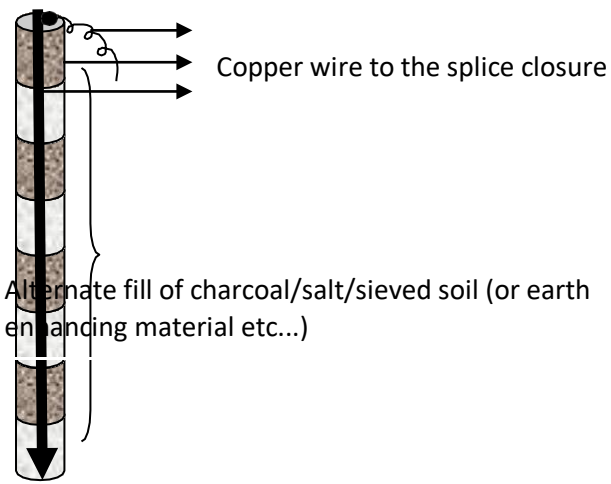 Copper wire to the splice closure
Alternate fill of charcoal/salt/sieved soil (or earth
enhancing material etc...)